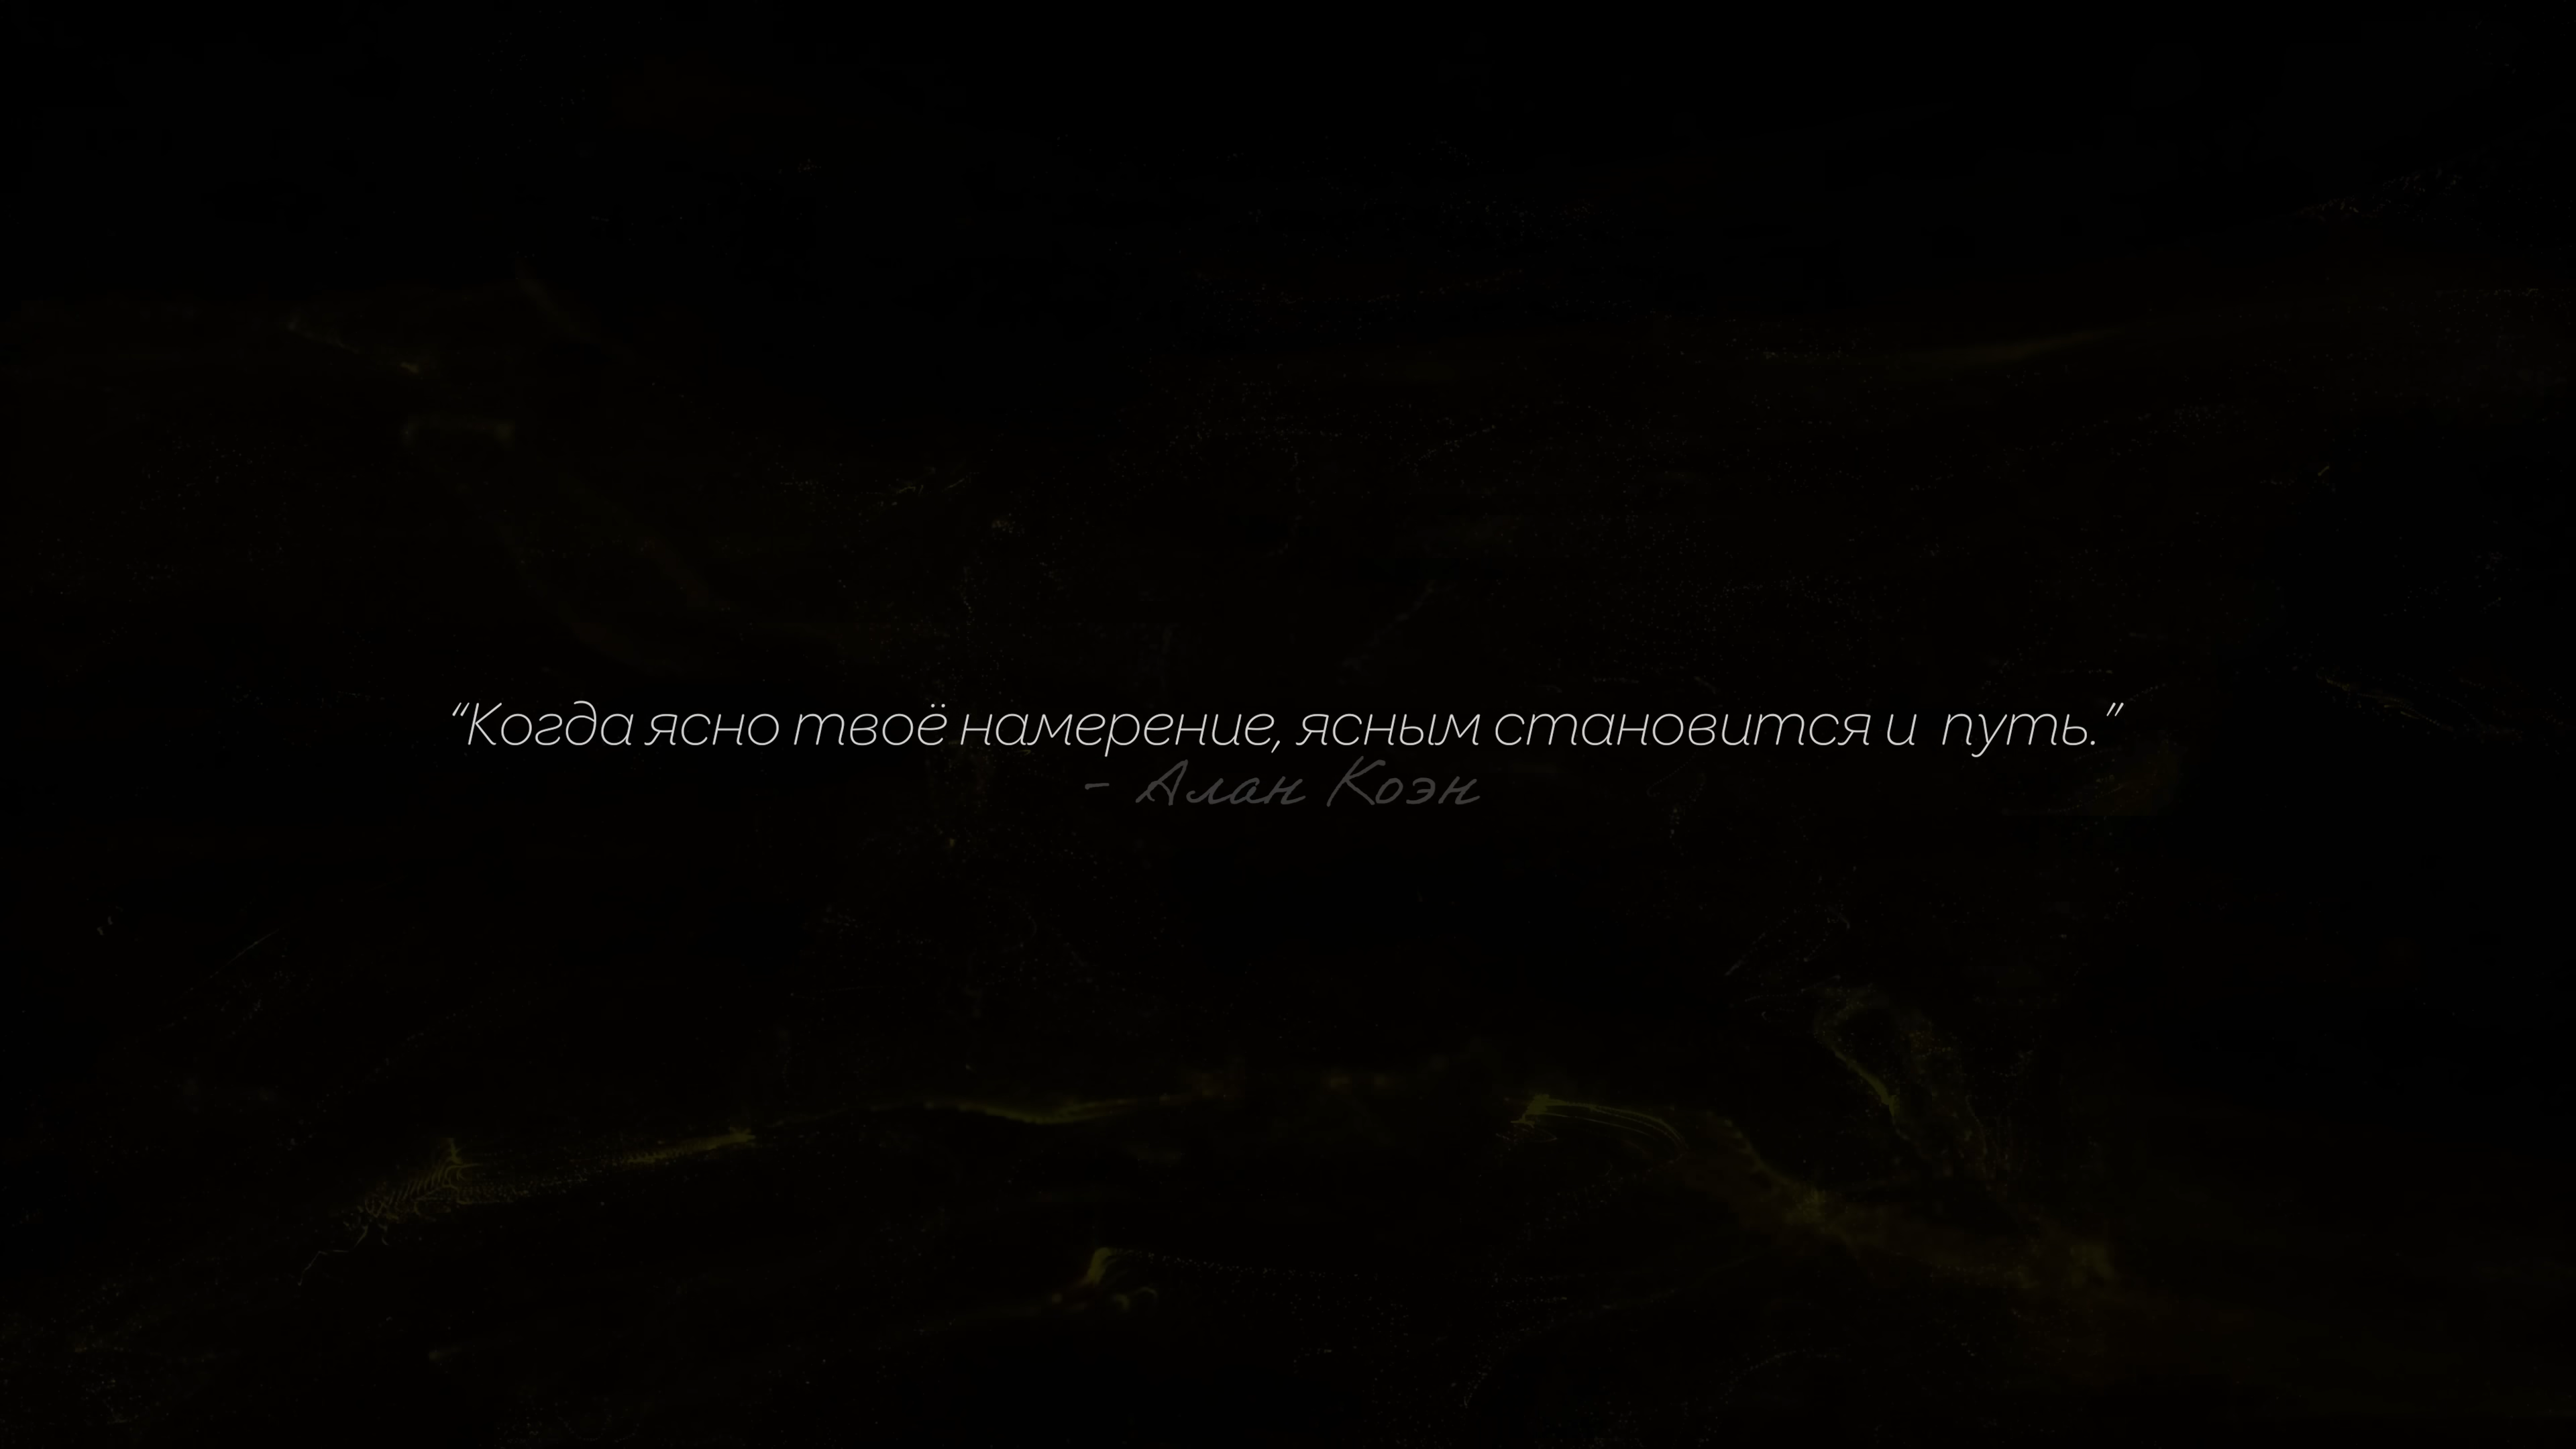 “Когда ясно твоё намерение, ясным становится и путь.”
- Алан Коэн